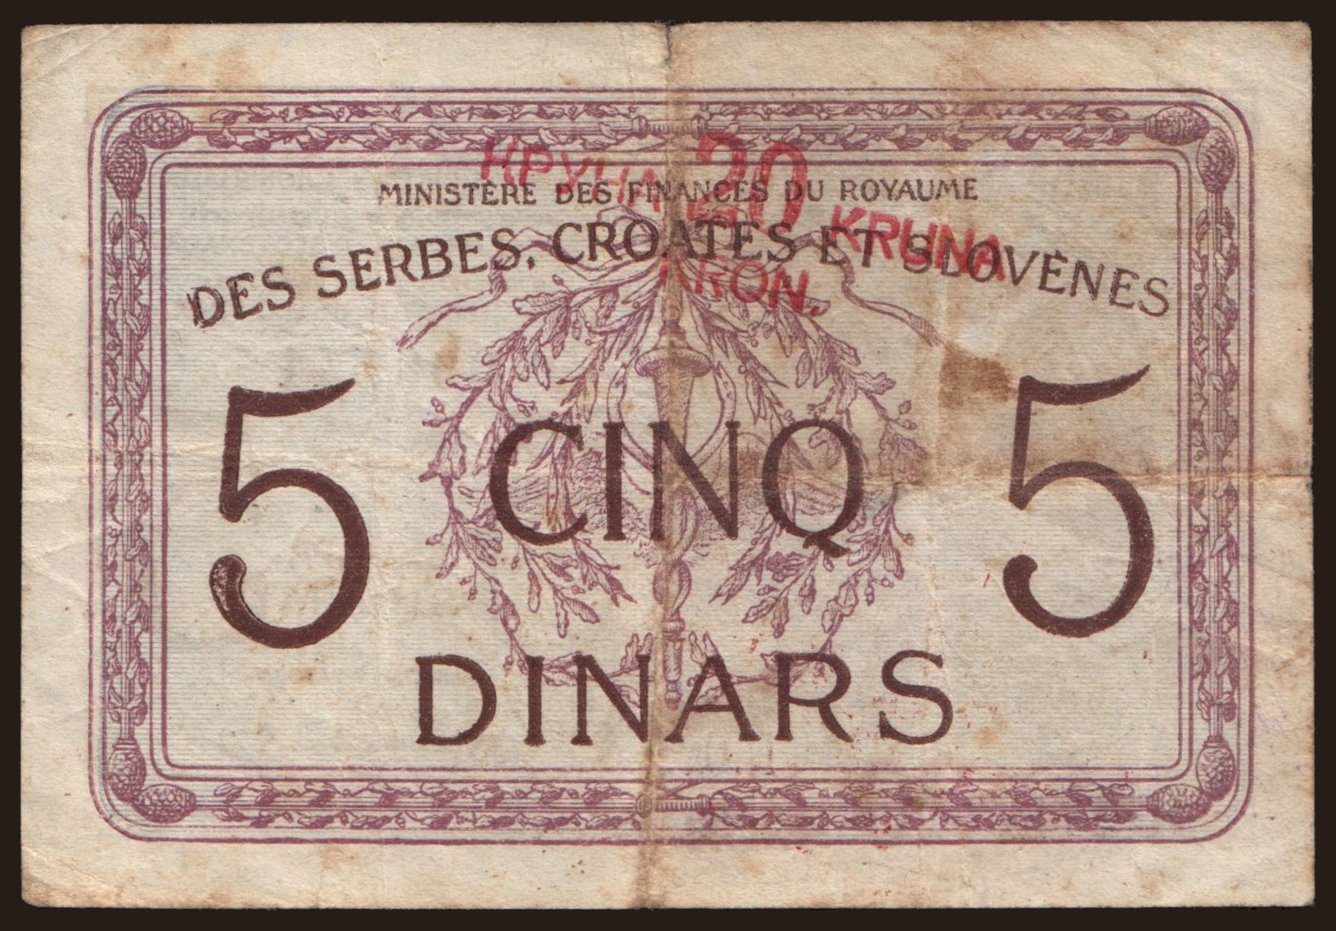 КРУНА 20 KRUNA
KRON.
MINISTÈRE DES FINANCES DU ROYAUME
DES SERBES, CROATES ET SLOVÈNES
5 CINQ 5
DINARS